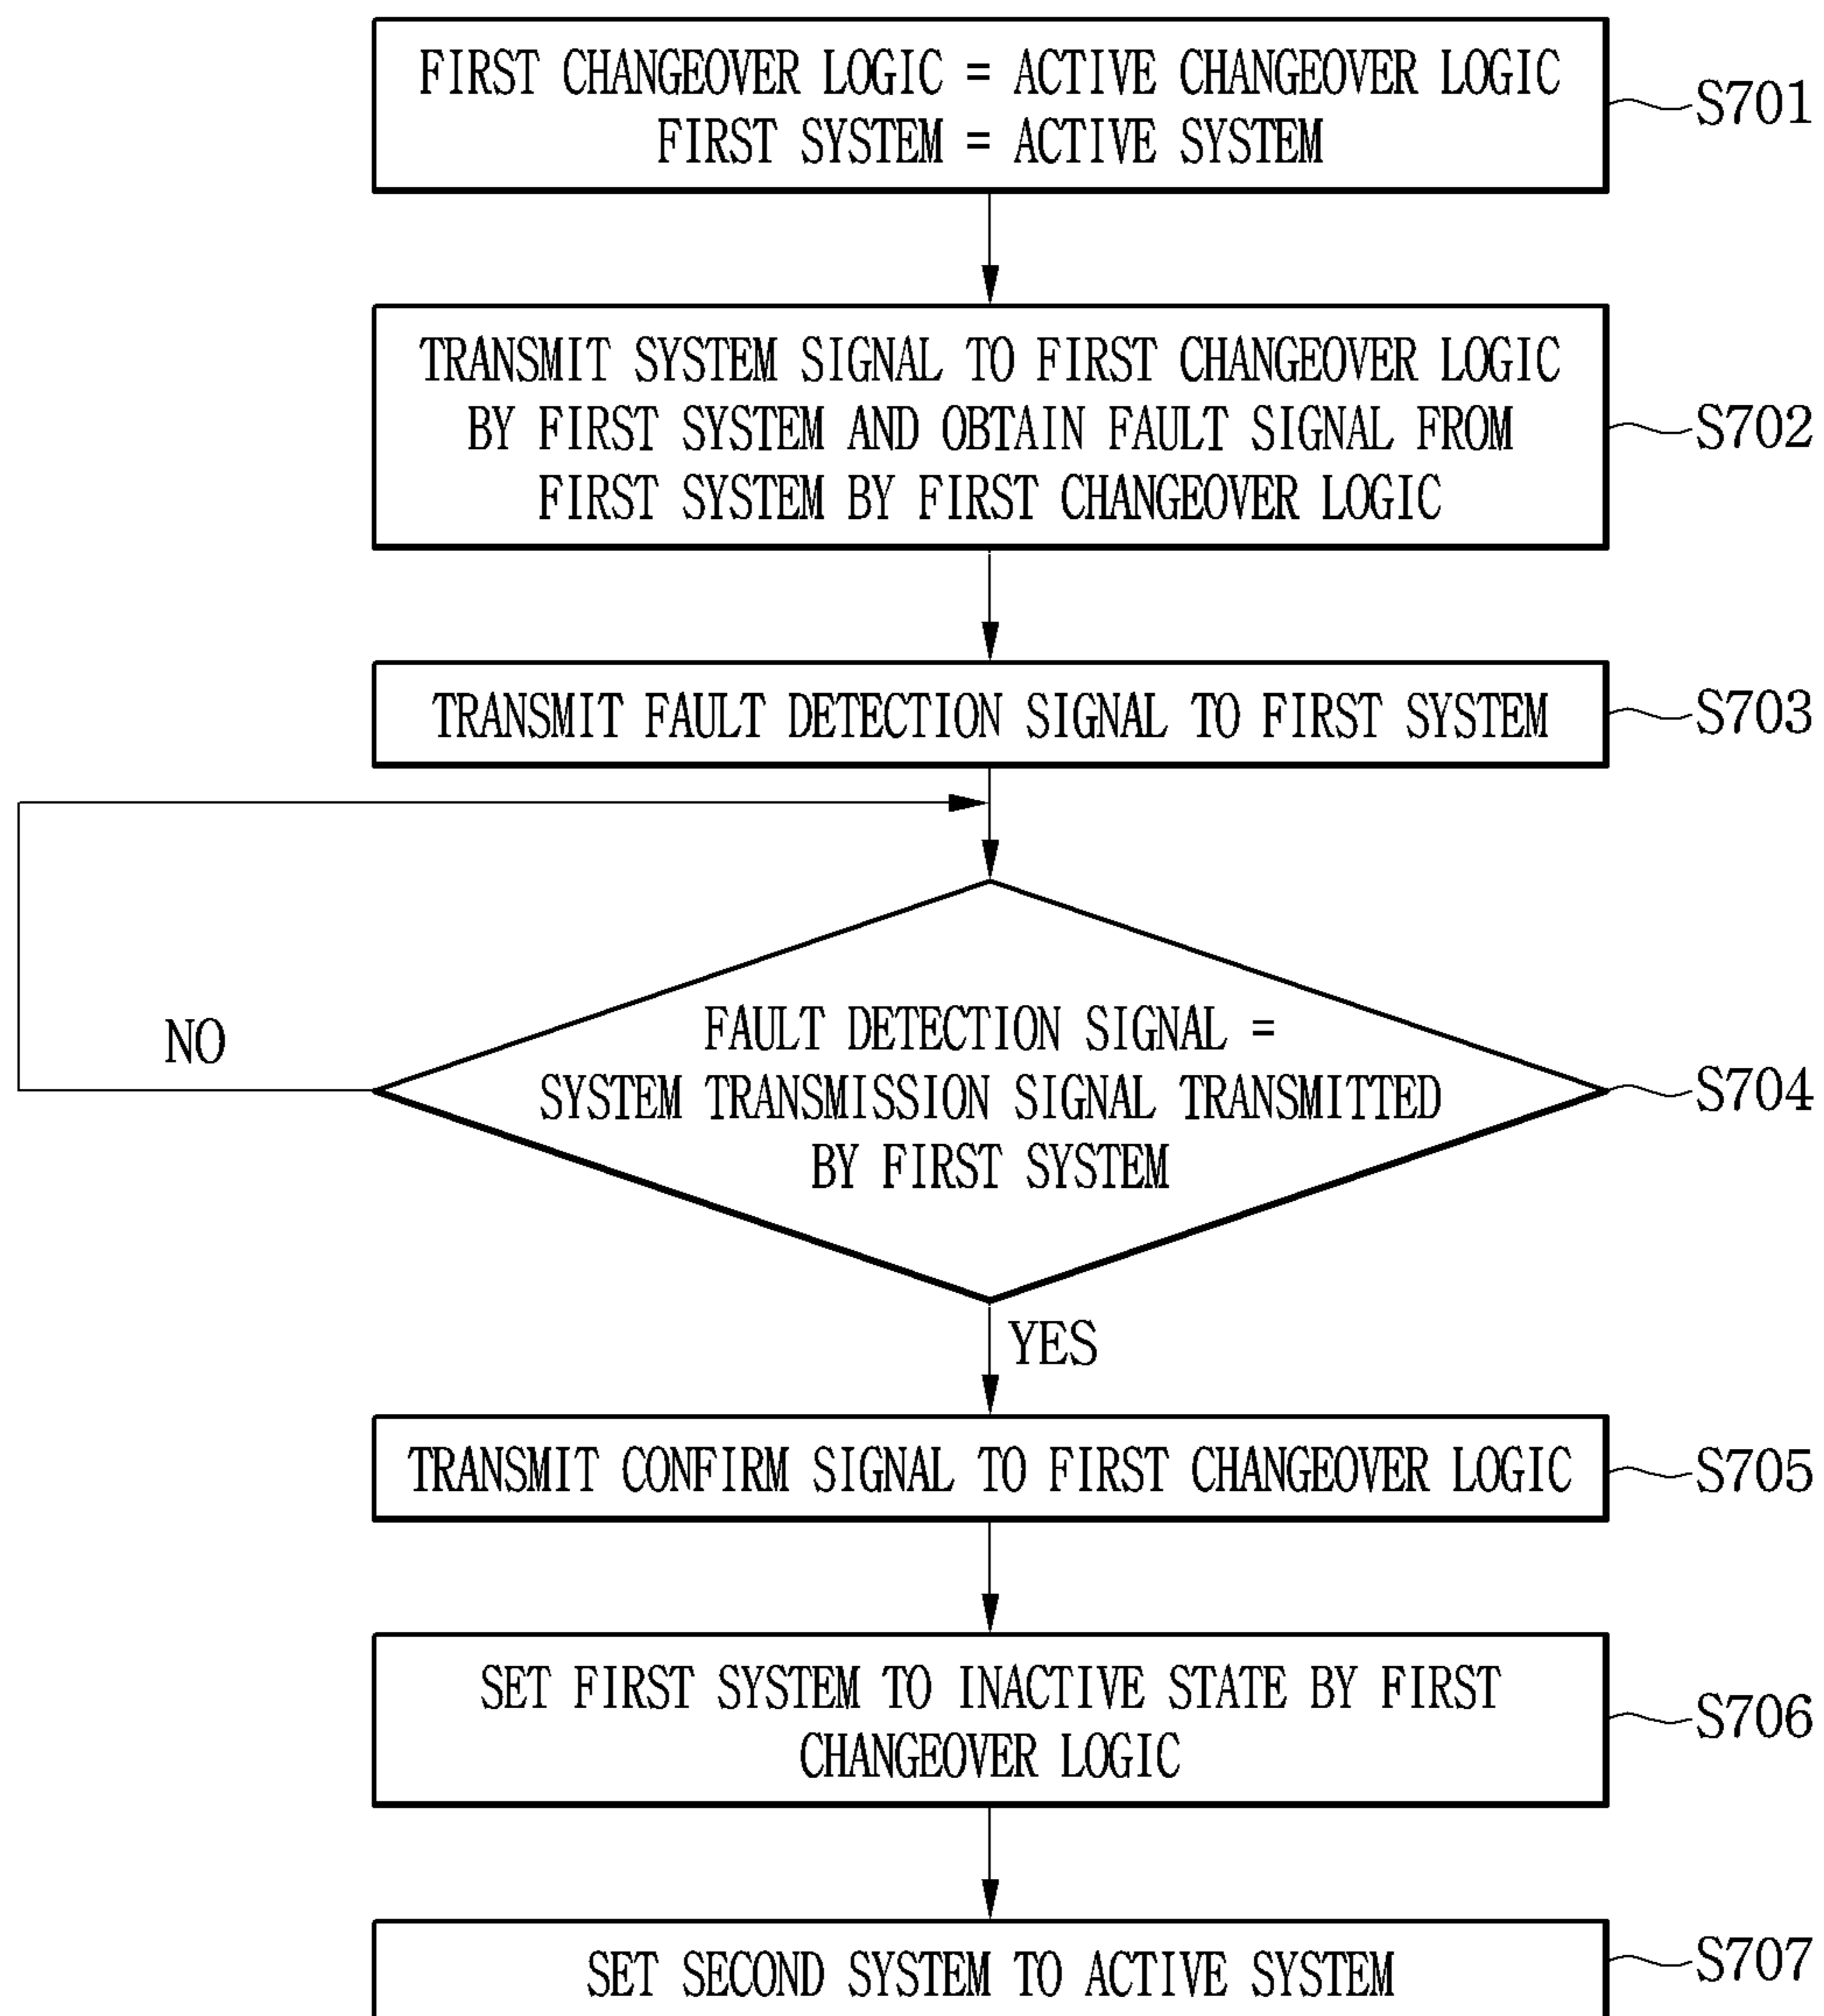 FIRST CHANGEOVER LOGIC = ACTIVE CHANGEOVER LOGIC
FIRST SYSTEM = ACTIVE SYSTEM
S701
TRANSMIT SYSTEM SIGNAL TO FIRST CHANGEOVER LOGIC
BY FIRST SYSTEM AND OBTAIN FAULT SIGNAL FROM
FIRST SYSTEM BY FIRST CHANGEOVER LOGIC
S702
TRANSMIT FAULT DETECTION SIGNAL TO FIRST SYSTEM
S703
FAULT DETECTION SIGNAL =
SYSTEM TRANSMISSION SIGNAL TRANSMITTED
BY FIRST SYSTEM
S704
NO
YES
TRANSMIT CONFIRM SIGNAL TO FIRST CHANGEOVER LOGIC
S705
SET FIRST SYSTEM TO INACTIVE STATE BY FIRST
CHANGEOVER LOGIC
S706
SET SECOND SYSTEM TO ACTIVE SYSTEM
S707